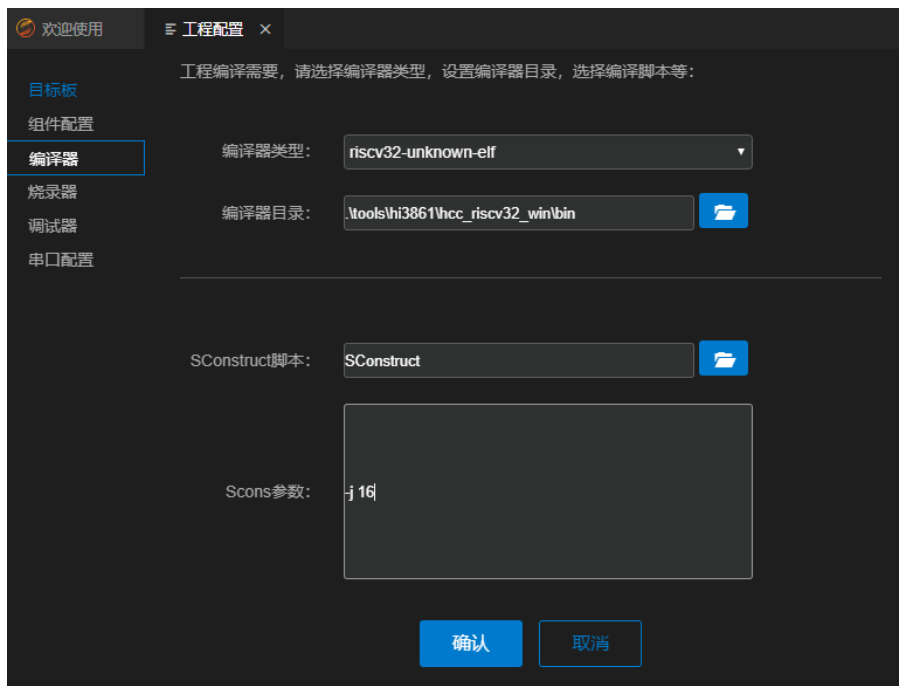 欢迎使用
工程配置
目标板
组件配置
编译器
烧录器
调试器
串口配置
工程编译需要，请选择编译器类型，设置编译器目录，选择编译脚本等：
编译器类型： riscv32-unknown-elf
编译器目录： .\tools\hi3861\hcc_riscv32_win\bin
SConstruct脚本： SConstruct
Scons参数： -j 16
确认 取消